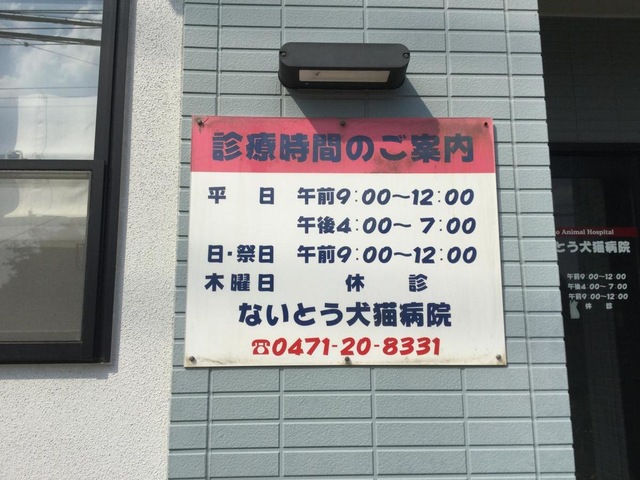 診療時間のご案内
平 日 午前9:00～12:00
午後4:00～ 7:00
日・祭日 午前9:00～12:00
木曜日 休 診
ないとう犬猫病院
☎0471-20-8331
Animal Hospital
とう犬猫病院
午前9:00～12:00
午後4:00～ 7:00
午前9:00～12:00
休 診